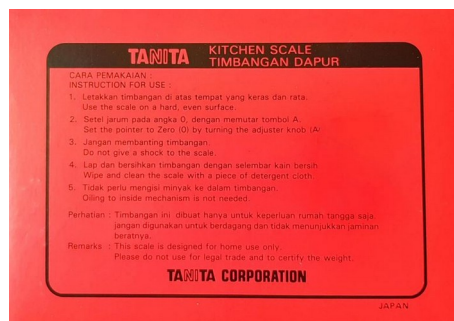 TANITA KITCHEN SCALE
TIMBANGAN DAPUR
CARA PEMAKAIAN :
INSTRUCTION FOR USE :
1. Letakkan timbangan di atas tempat yang keras dan rata.
Use the scale on a hard, even surface.
2. Setel jarum pada angka 0, dengan memutar tombol A.
Set the pointer to Zero (0) by turning the adjuster knob (A)
3. Jangan membanting timbangan.
Do not give a shock to the scale.
4. Lap dan bersihkan timbangan dengan selembar kain bersih
Wipe and clean the scale with a piece of detergent cloth
5. Tidak perlu mengisi minyak ke dalam timbangan.
Oiling to inside mechanism is not needed.
Perhatian : Timbangan ini dibuat hanya untuk keperluan rumah tangga saja,
jangan digunakan untuk berdagang dan tidak menunjukkan jaminan
beratnya.
Remarks : This scale is designed for home use only.
Please do not use for legal trade and to certify the weight.
TANITA CORPORATION
JAPAN